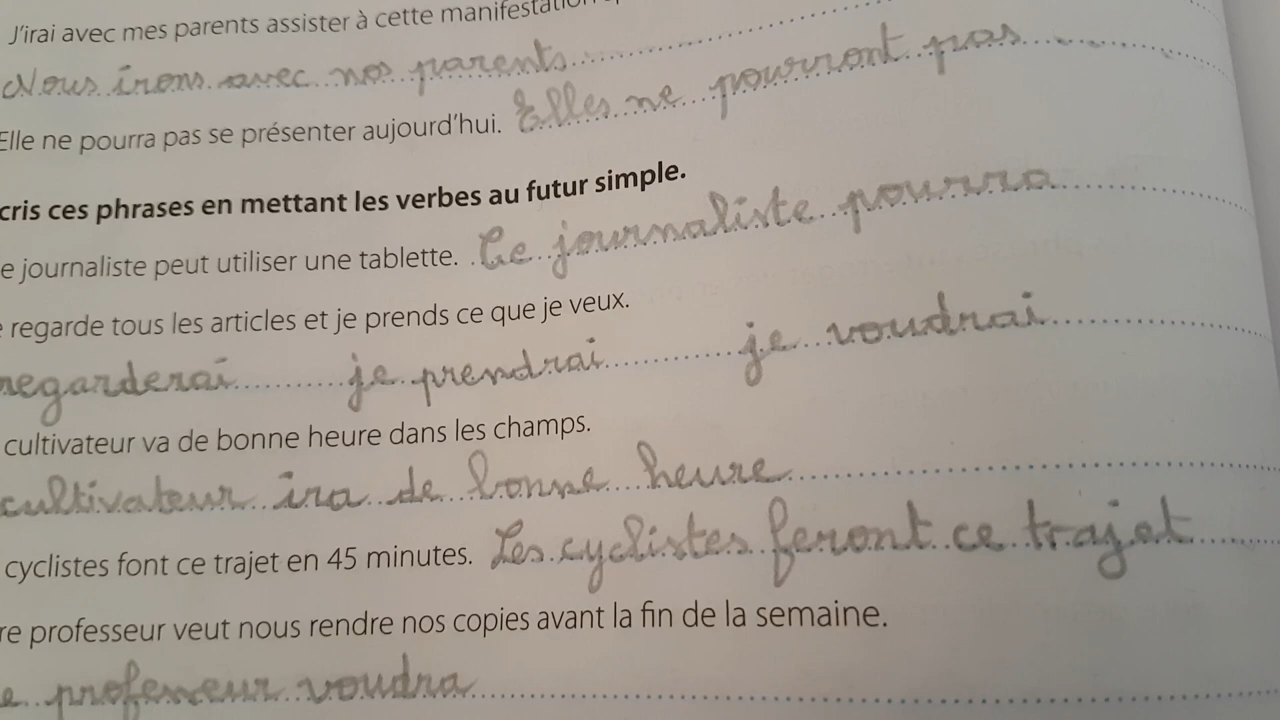 J'irai avec mes parents assister à cette manifestation
Nous irons avec nos parents
Elle ne pourra pas se présenter aujourd'hui. Elles ne pourront pas
cris ces phrases en mettant les verbes au futur simple.
e journaliste peut utiliser une tablette. Ce journaliste pourra
e regarde tous les articles et je prends ce que je veux.
regarderai je prendrai je voudrai
cultivateur va de bonne heure dans les champs.
cultivateur ira de bonne heure
cyclistes font ce trajet en 45 minutes. Les cyclistes feront ce trajet
re professeur veut nous rendre nos copies avant la fin de la semaine.
e professeur voudra